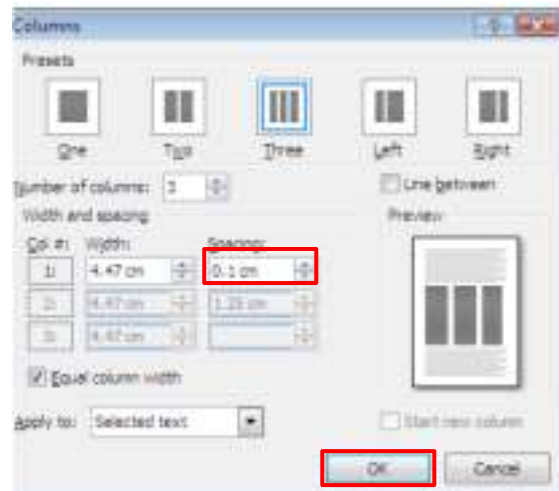 Columns
Presets
One Two Three Left Right
Number of columns: 3
Line between
Width and spacing
Preview
Col #: Width: Spacing:
1: 4.47 cm 0.1 cm
2: 4.47 cm 1.25 cm
3: 4.47 cm
Equal column width
Apply to: Selected text
Start new column
OK Cancel